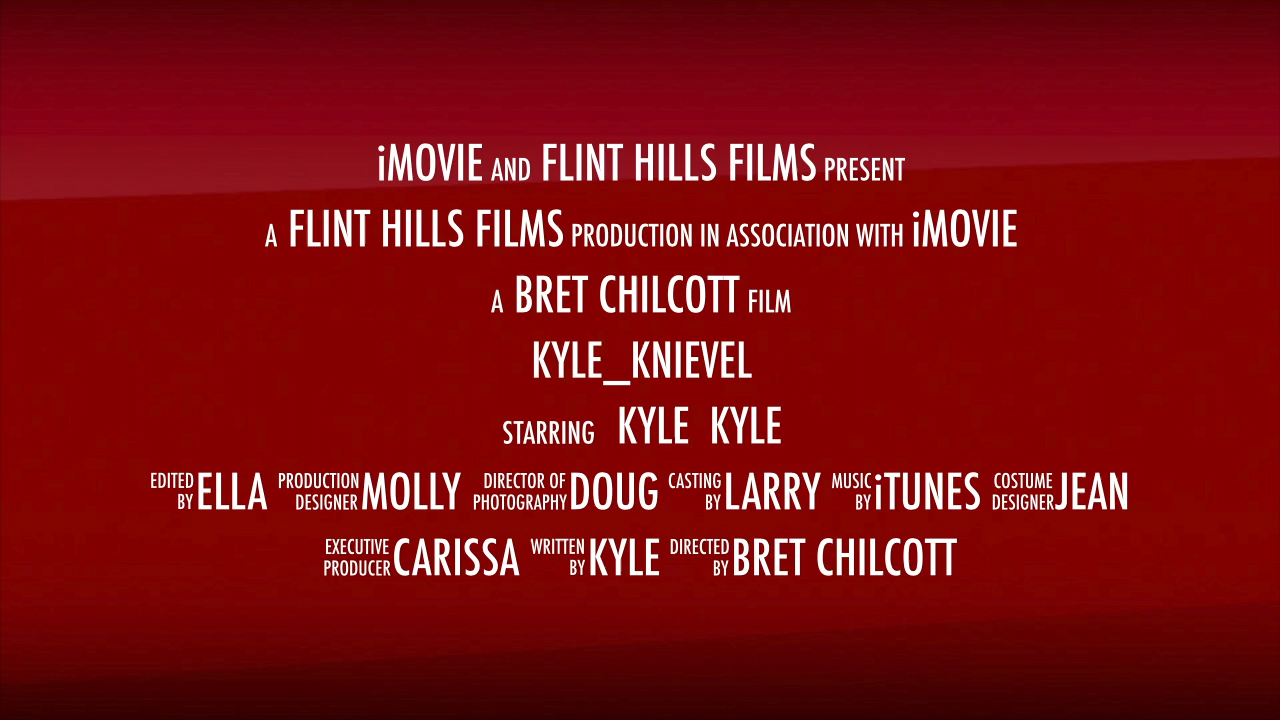 iMOVIE AND FLINT HILLS FILMS PRESENT
A FLINT HILLS FILMS PRODUCTION IN ASSOCIATION WITH iMOVIE
A BRET CHILCOTT FILM
KYLE_KNIEVEL
STARRING KYLE KYLE
EDITED BY ELLA PRODUCTION DESIGNER MOLLY DIRECTOR OF PHOTOGRAPHY DOUG CASTING BY LARRY MUSIC BY iTUNES COSTUME DESIGNER JEAN
EXECUTIVE PRODUCER CARISSA WRITTEN BY KYLE DIRECTED BY BRET CHILCOTT